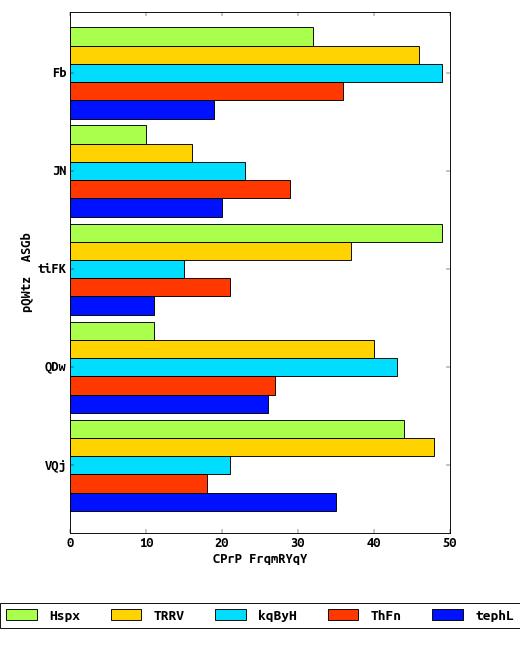 Fb
JN
tiFK
QDw
VQj
pQWtz ASGb
0 10 20 30 40 50
CPrP FrqmRYqY
Hspx TRRV kqByH ThFn tephL